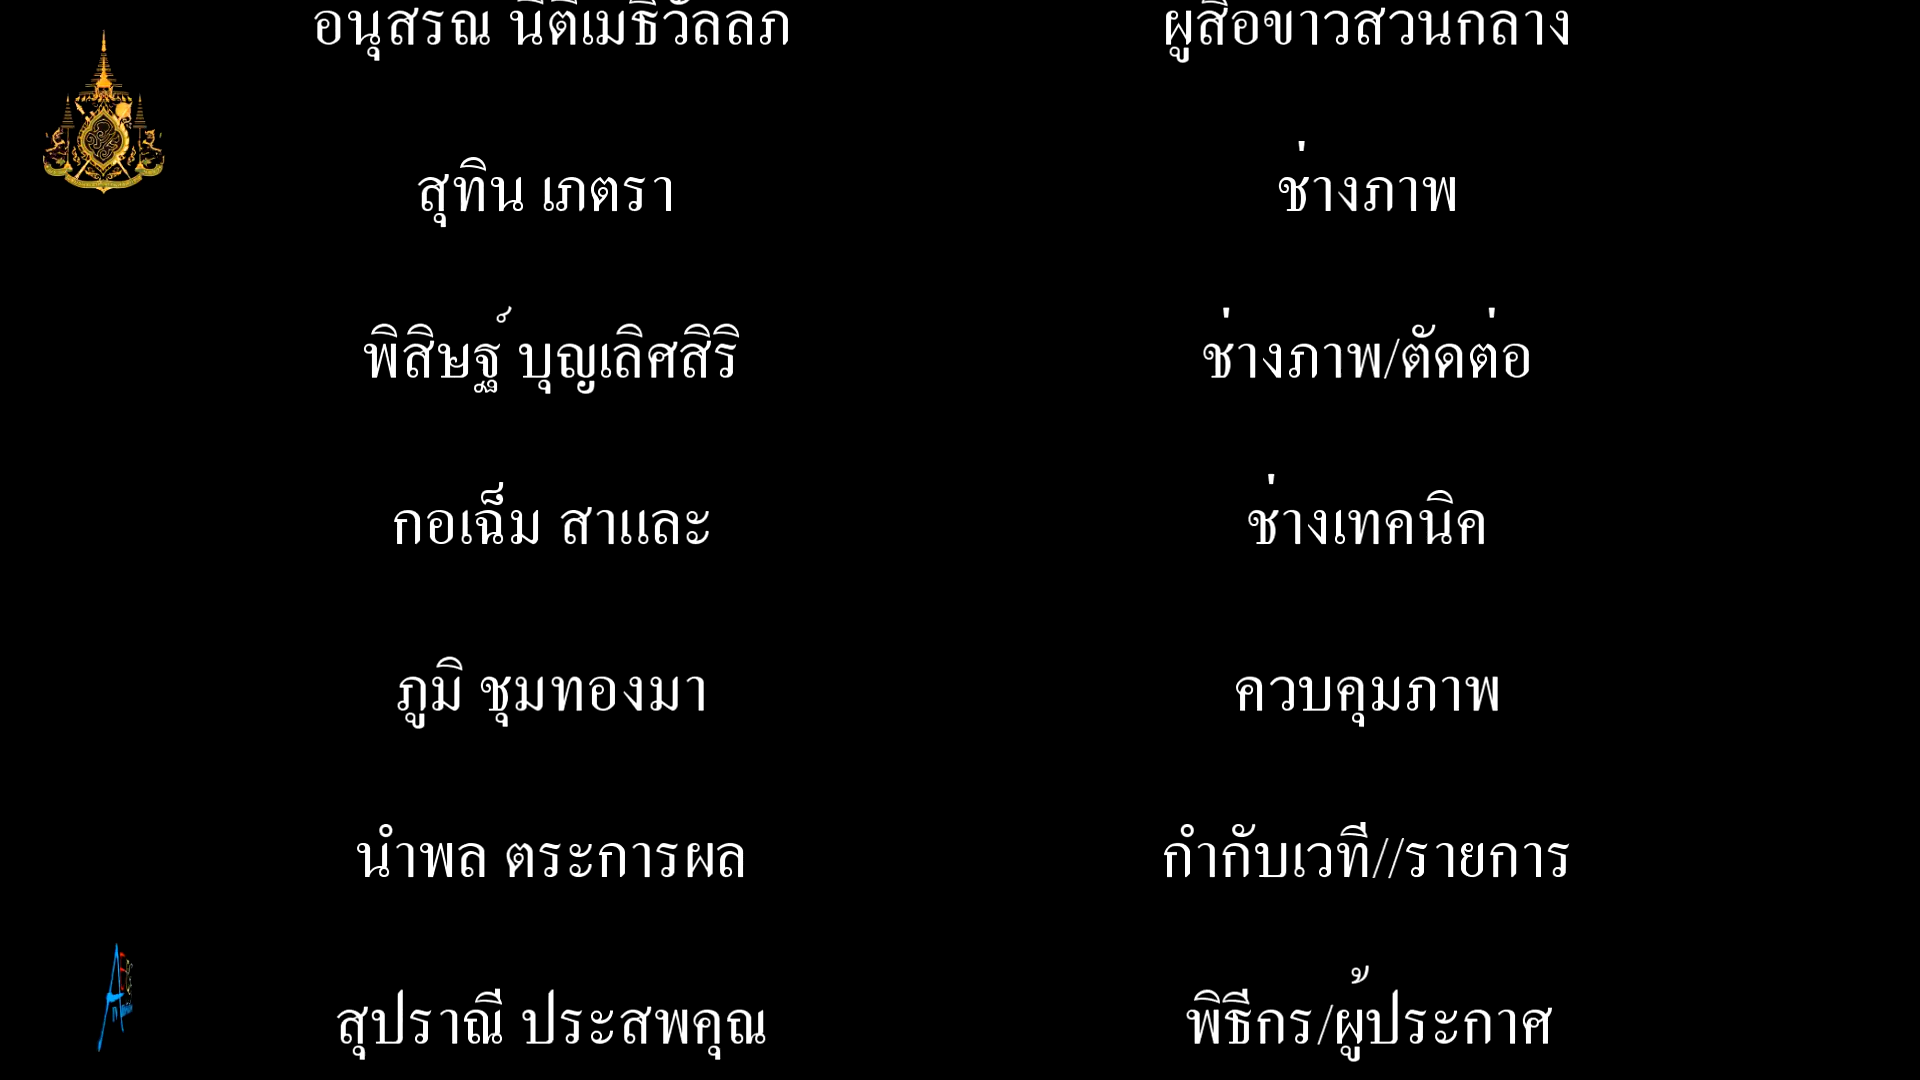 อนุสรณ นิติเมธีวัลลภ ผู้สื่อข่าวส่วนกลาง
สุทิน เภตรา ช่างภาพ
พิสิษฐ์ บุญเลิศสิริ ช่างภาพ/ตัดต่อ
กอเฉ็ม สาและ ช่างเทคนิค
ภูมิ ชุมทองมา ควบคุมภาพ
นำพล ตระการผล กำกับเวที//รายการ
สุปราณี ประสพคุณ พิธีกร/ผู้ประกาศ